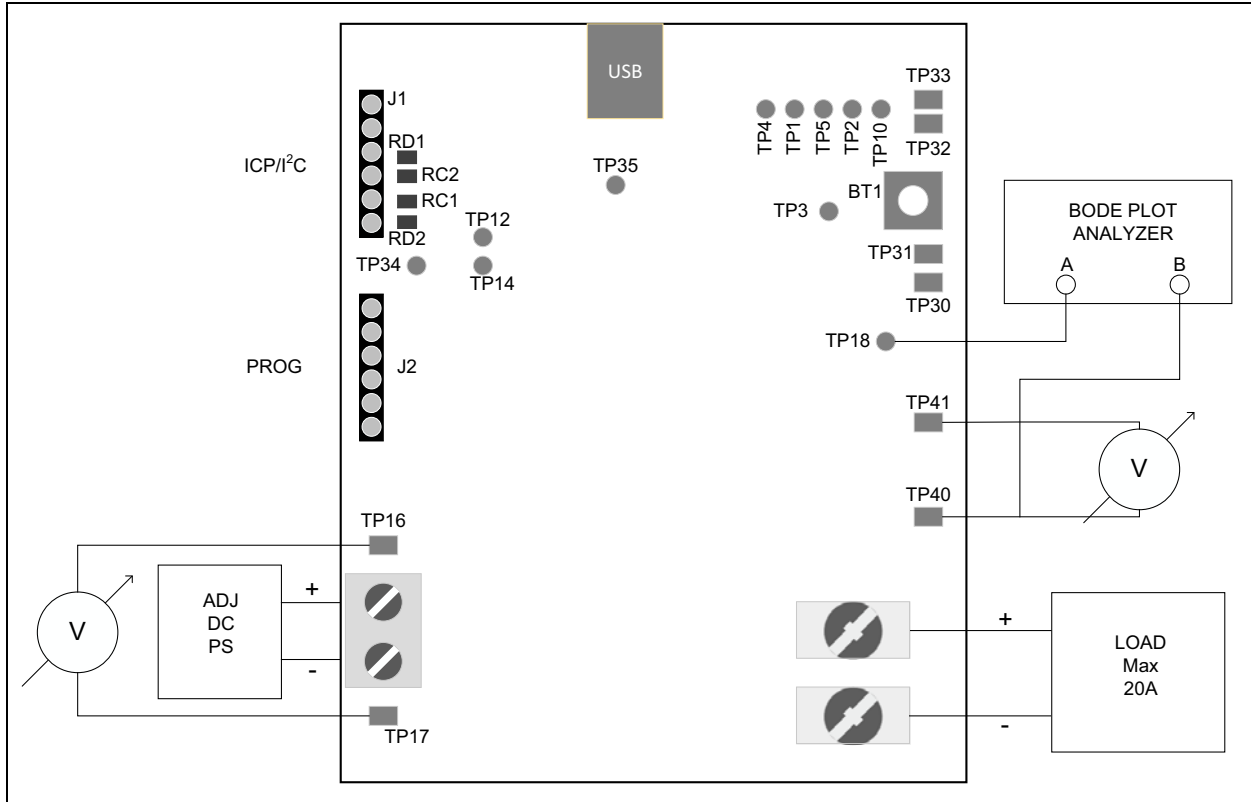 USB
J1
RD1
RC2
RC1
RD2
ICP/I²C
TP12
TP34
TP14
TP35
TP4
TP1
TP5
TP2
TP10
TP33
TP32
BT1
TP3
TP31
TP30
TP18
BODE PLOT
ANALYZER
A
B
PROG
J2
TP41
TP40
V
TP16
V
ADJ
DC
PS
+
-
TP17
+
-
LOAD
Max
20A